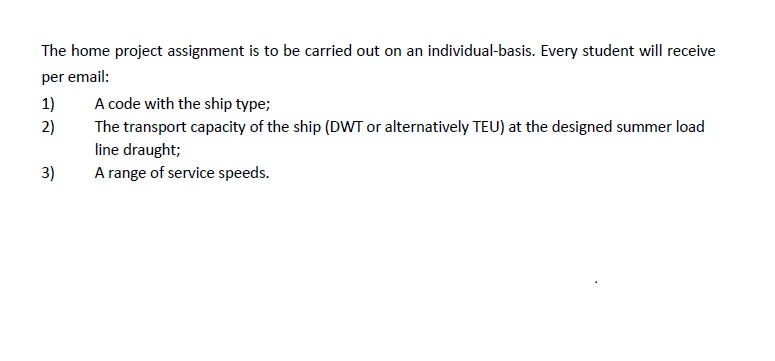 The home project assignment is to be carried out on an individual-basis. Every student will receive
per email:
1) A code with the ship type;
2) The transport capacity of the ship (DWT or alternatively TEU) at the designed summer load
line draught;
3) A range of service speeds.
.